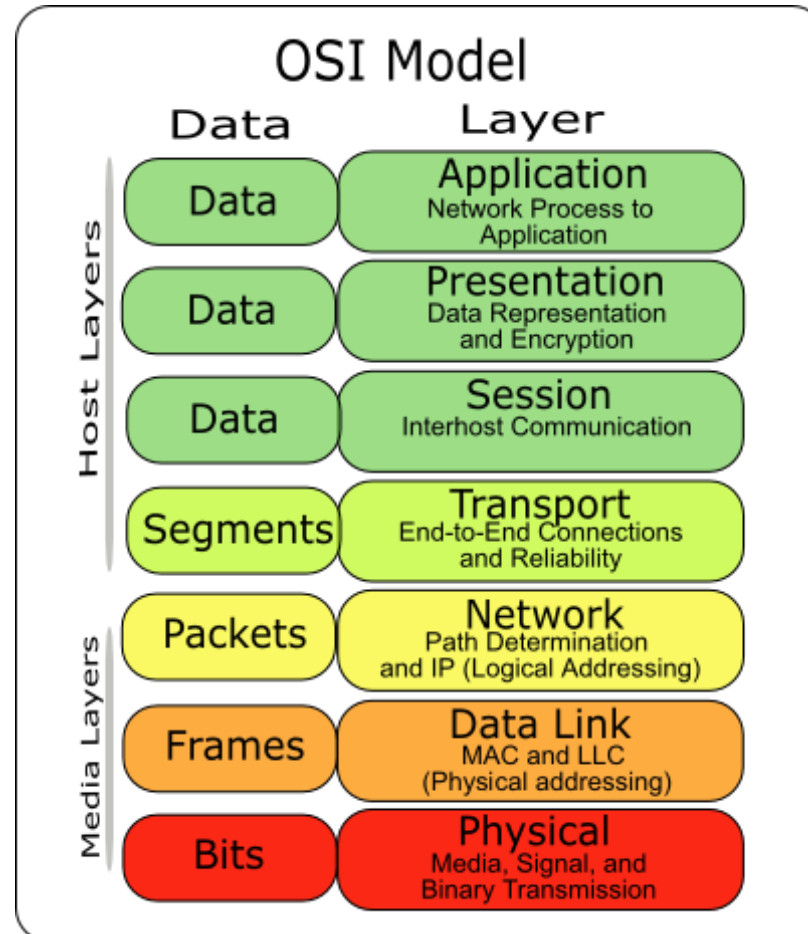 OSI Model
Data Layer
Host Layers
Data
Application
Network Process to
Application
Data
Presentation
Data Representation
and Encryption
Data
Session
Interhost Communication
Segments
Transport
End-to-End Connections
and Reliability
Media Layers
Packets
Network
Path Determination
and IP (Logical Addressing)
Frames
Data Link
MAC and LLC
(Physical addressing)
Bits
Physical
Media, Signal, and
Binary Transmission